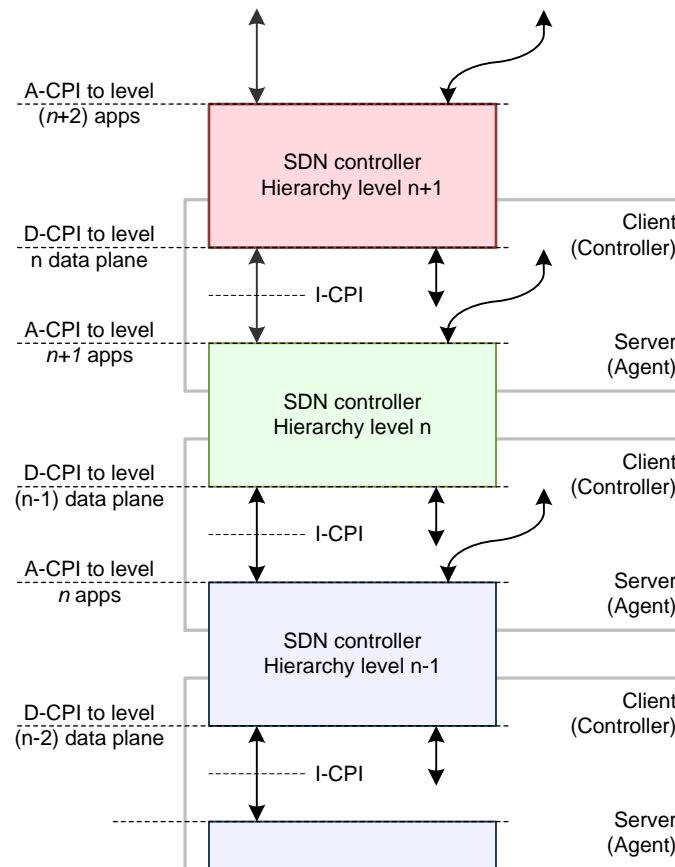 A-CPI to level
(n+2) apps
SDN controller
Hierarchy level n+1
Client
(Controller)
D-CPI to level
n data plane
I-CPI
A-CPI to level
n+1 apps
Server
(Agent)
SDN controller
Hierarchy level n
Client
(Controller)
D-CPI to level
(n-1) data plane
I-CPI
A-CPI to level
n apps
Server
(Agent)
SDN controller
Hierarchy level n-1
Client
(Controller)
D-CPI to level
(n-2) data plane
I-CPI
Server
(Agent)